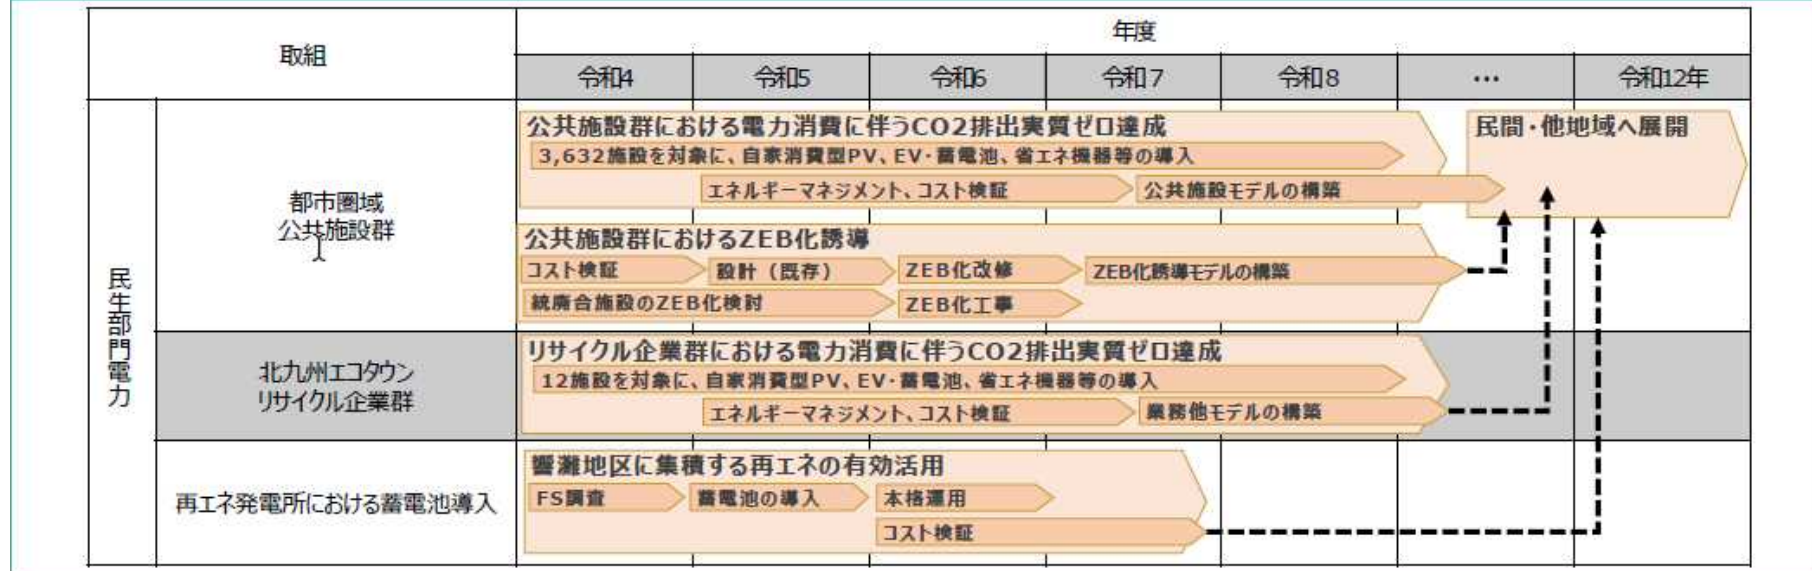 取組
年度
令和4
令和5
令和6
令和7
令和8
…
令和12年
民生部門電力
都市圏域
公共施設群
公共施設群における電力消費に伴うCO2排出実質ゼロ達成
3,632施設を対象に、自家消費型PV、EV・蓄電池、省エネ機器等の導入
エネルギーマネジメント、コスト検証
公共施設モデルの構築
民間・他地域へ展開
公共施設群におけるZEB化誘導
コスト検証
設計（既存）
ZEB化改修
ZEB化誘導モデルの構築
統廃合施設のZEB化検討
ZEB化工事
北九州エコタウン
リサイクル企業群
リサイクル企業群における電力消費に伴うCO2排出実質ゼロ達成
12施設を対象に、自家消費型PV、EV・蓄電池、省エネ機器等の導入
エネルギーマネジメント、コスト検証
業務他モデルの構築
再エネ発電所における蓄電池導入
響灘地区に集積する再エネの有効活用
FS調査
蓄電池の導入
本格運用
コスト検証